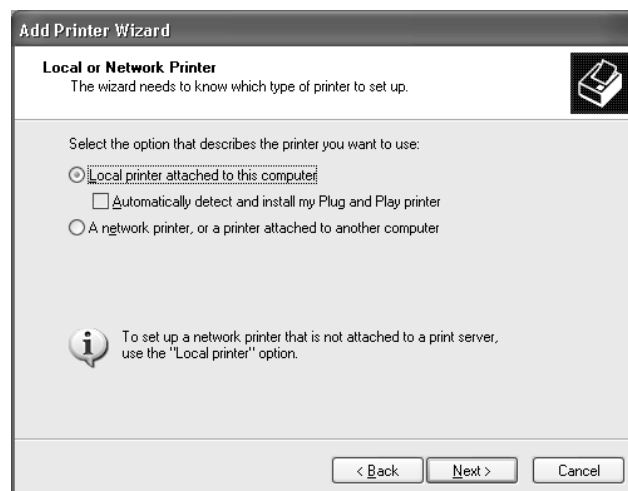 Add Printer Wizard
Local or Network Printer
The wizard needs to know which type of printer to set up.
Select the option that describes the printer you want to use:
Local printer attached to this computer
Automatically detect and install my Plug and Play printer
A network printer, or a printer attached to another computer
To set up a network printer that is not attached to a print server,
use the "Local printer" option.
< Back
Next >
Cancel